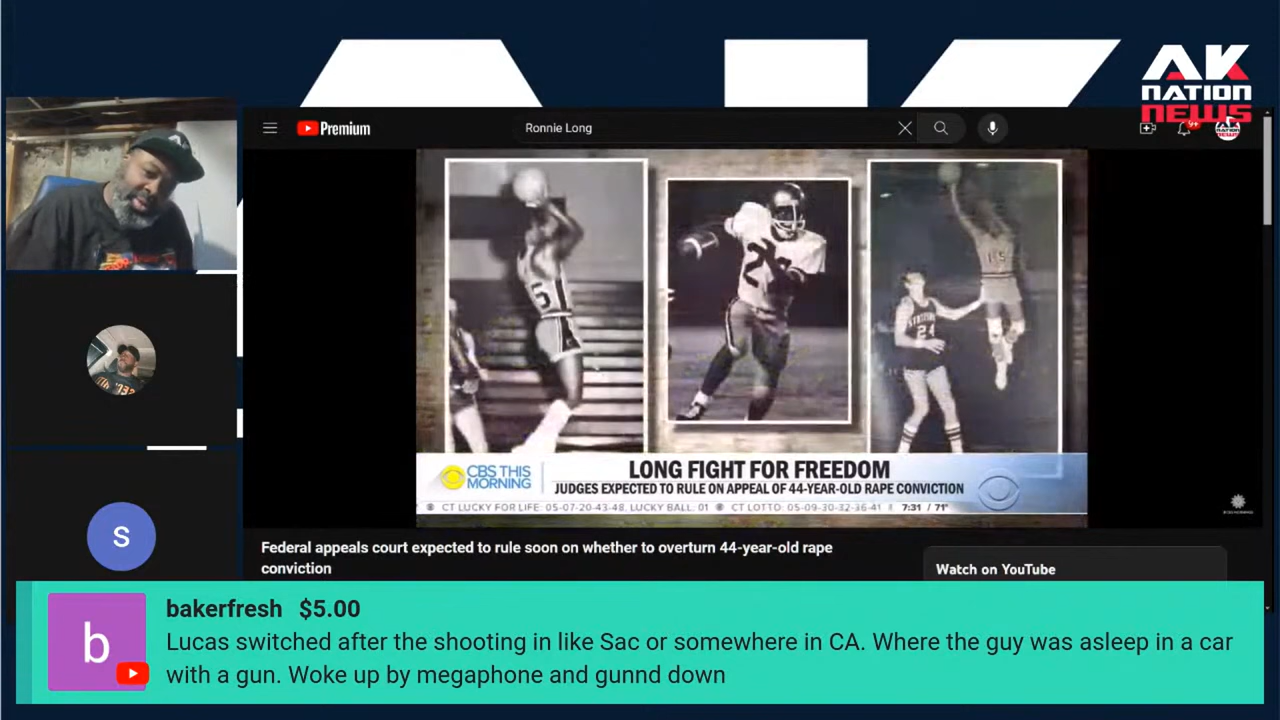 AK
NATION
NEWS
Premium
Ronnie Long
9+
5
2
15
24
LONG FIGHT FOR FREEDOM
CBS THIS
MORNING
JUDGES EXPECTED TO RULE ON APPEAL OF 44-YEAR-OLD RAPE CONVICTION
CT LUCKY FOR LIFE 05-07-20-43-48, LUCKY BALL: 01 CT LOTTO 05-09-30-32-36-41 7:31 / 71°
S
Federal appeals court expected to rule soon on whether to overturn 44-year-old rape
conviction
Watch on YouTube
b
bakerfresh $5.00
Lucas switched after the shooting in like Sac or somewhere in CA. Where the guy was asleep in a car
with a gun. Woke up by megaphone and gunnd down